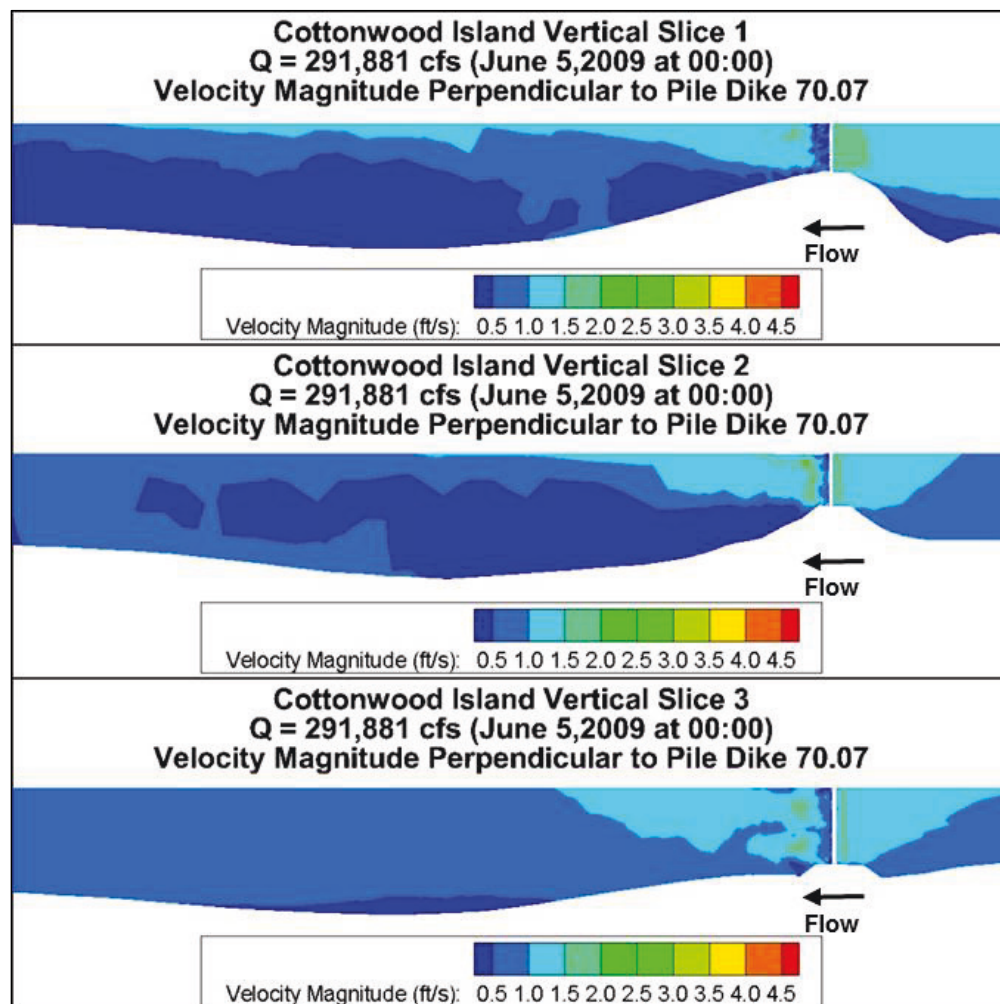 Cottonwood Island Vertical Slice 1
Q = 291,881 cfs (June 5,2009 at 00:00)
Velocity Magnitude Perpendicular to Pile Dike 70.07
Flow
Velocity Magnitude (ft/s): 0.5 1.0 1.5 2.0 2.5 3.0 3.5 4.0 4.5
Cottonwood Island Vertical Slice 2
Q = 291,881 cfs (June 5,2009 at 00:00)
Velocity Magnitude Perpendicular to Pile Dike 70.07
Flow
Velocity Magnitude (ft/s): 0.5 1.0 1.5 2.0 2.5 3.0 3.5 4.0 4.5
Cottonwood Island Vertical Slice 3
Q = 291,881 cfs (June 5,2009 at 00:00)
Velocity Magnitude Perpendicular to Pile Dike 70.07
Flow
Velocity Magnitude (ft/s): 0.5 1.0 1.5 2.0 2.5 3.0 3.5 4.0 4.5